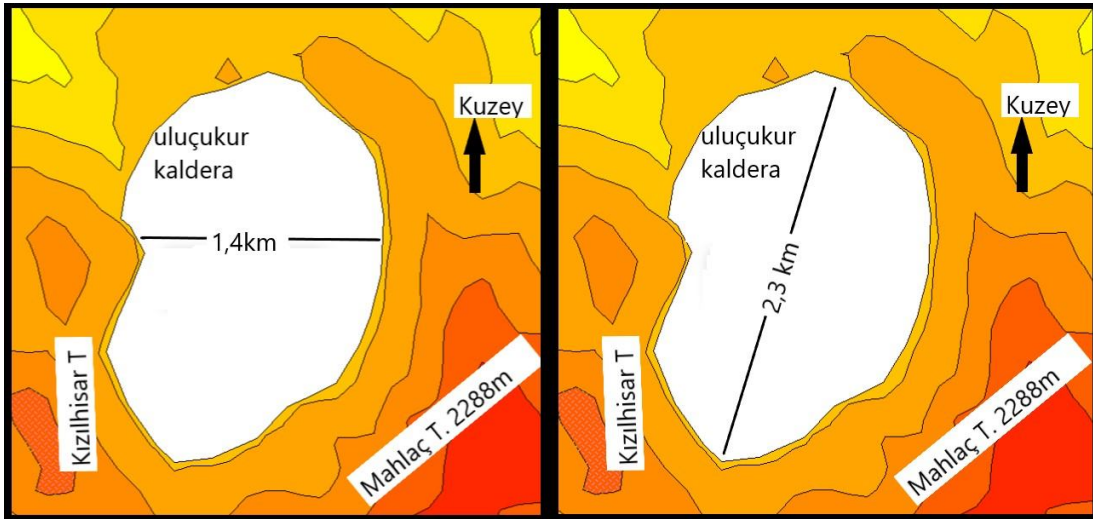 uluçukur
kaldera
Kuzey
1,4km
Kızılhisar T
Mahlaç T. 2288m
uluçukur
kaldera
Kuzey
2,3 km
Kızılhisar T
Mahlaç T. 2288m